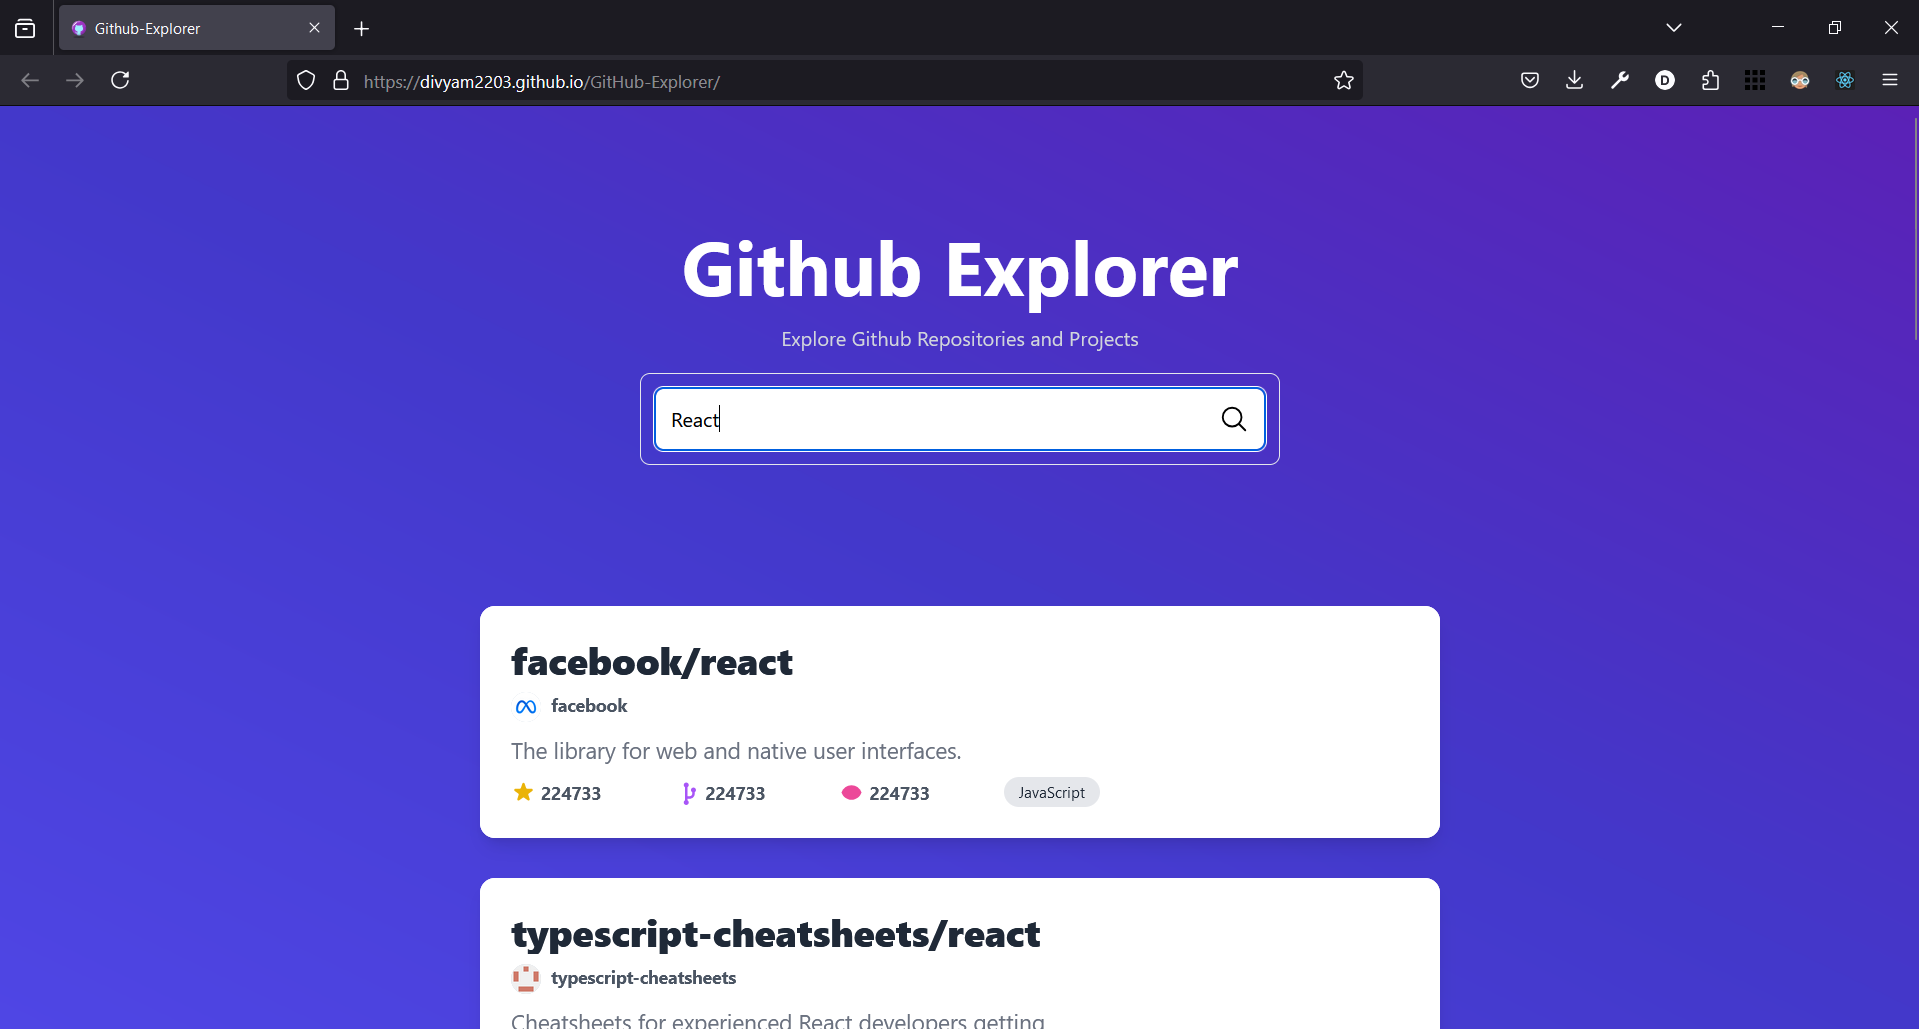 Github-Explorer
https://divyam2203.github.io/GitHub-Explorer/
D
Github Explorer
Explore Github Repositories and Projects
React
facebook/react
facebook
The library for web and native user interfaces.
224733 224733 224733 JavaScript
typescript-cheatsheets/react
typescript-cheatsheets
Cheatsheets for experienced React developers getting